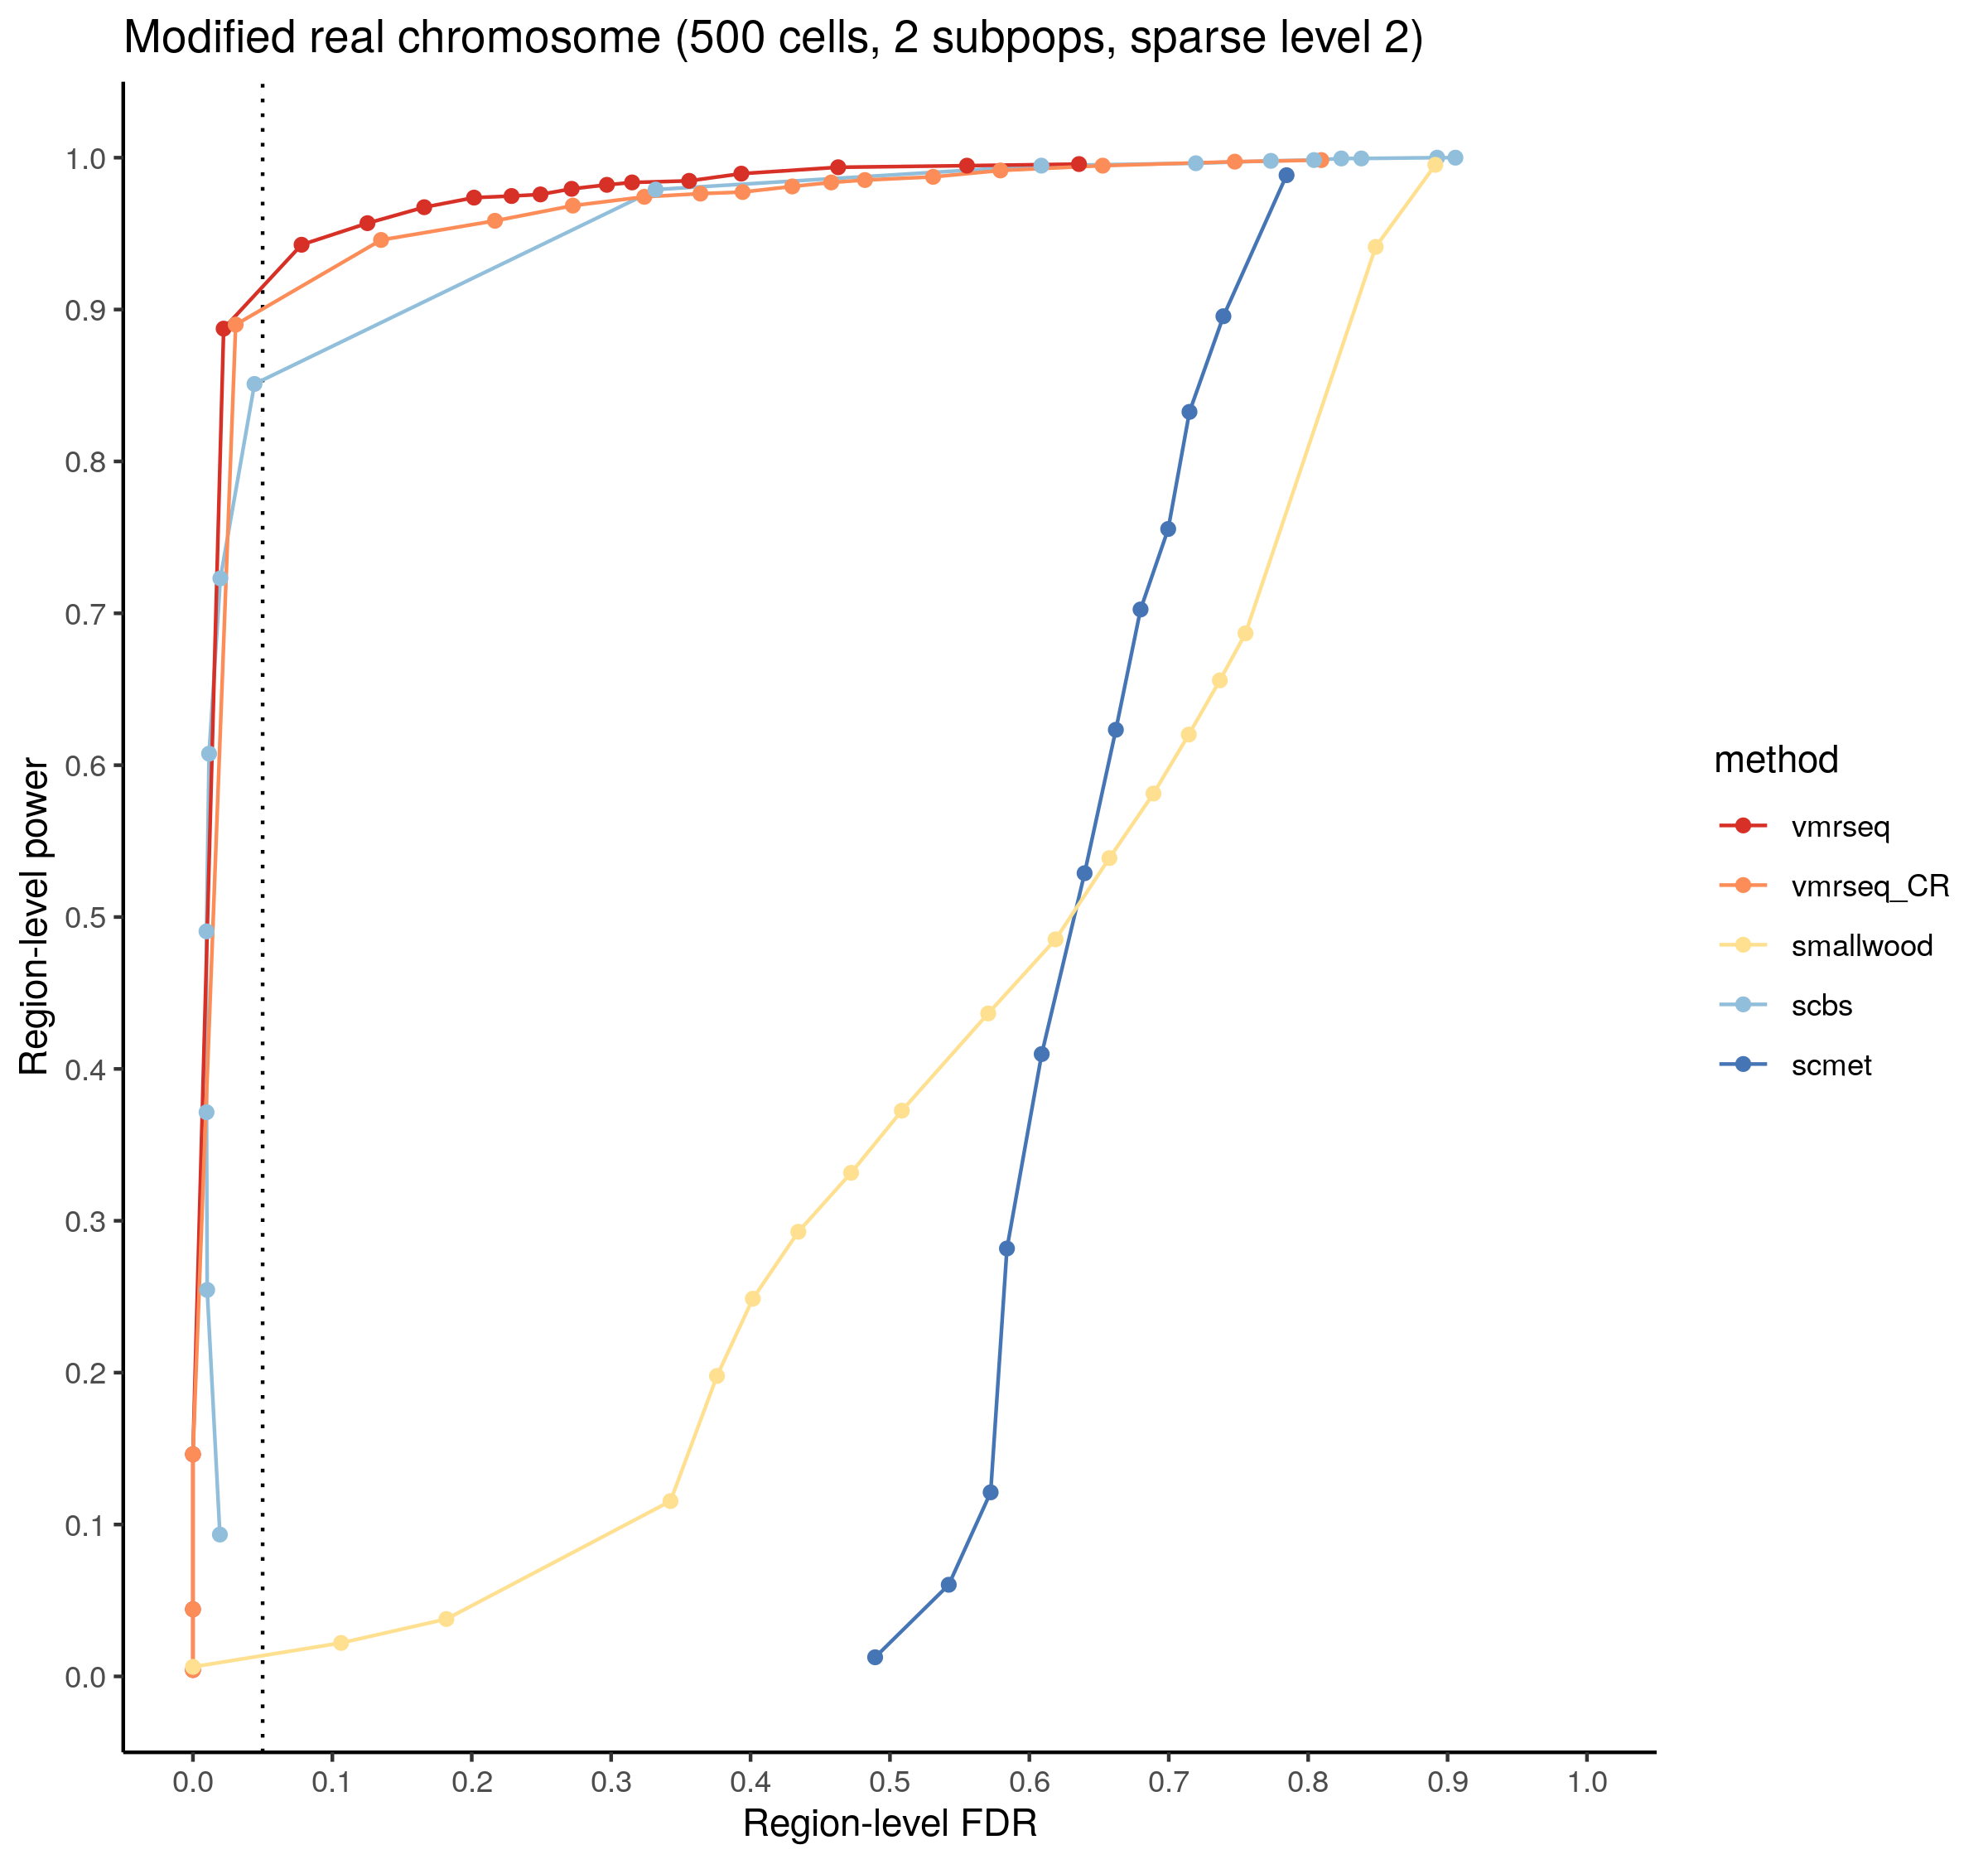 Modified real chromosome (500 cells, 2 subpops, sparse level 2)
1.0
0.9
0.8
0.7
0.6
0.5
0.4
0.3
0.2
0.1
0.0
Region-level power
0.0 0.1 0.2 0.3 0.4 0.5 0.6 0.7 0.8 0.9 1.0
Region-level FDR
method
vmrseq
vmrseq_CR
smallwood
scbs
scmet